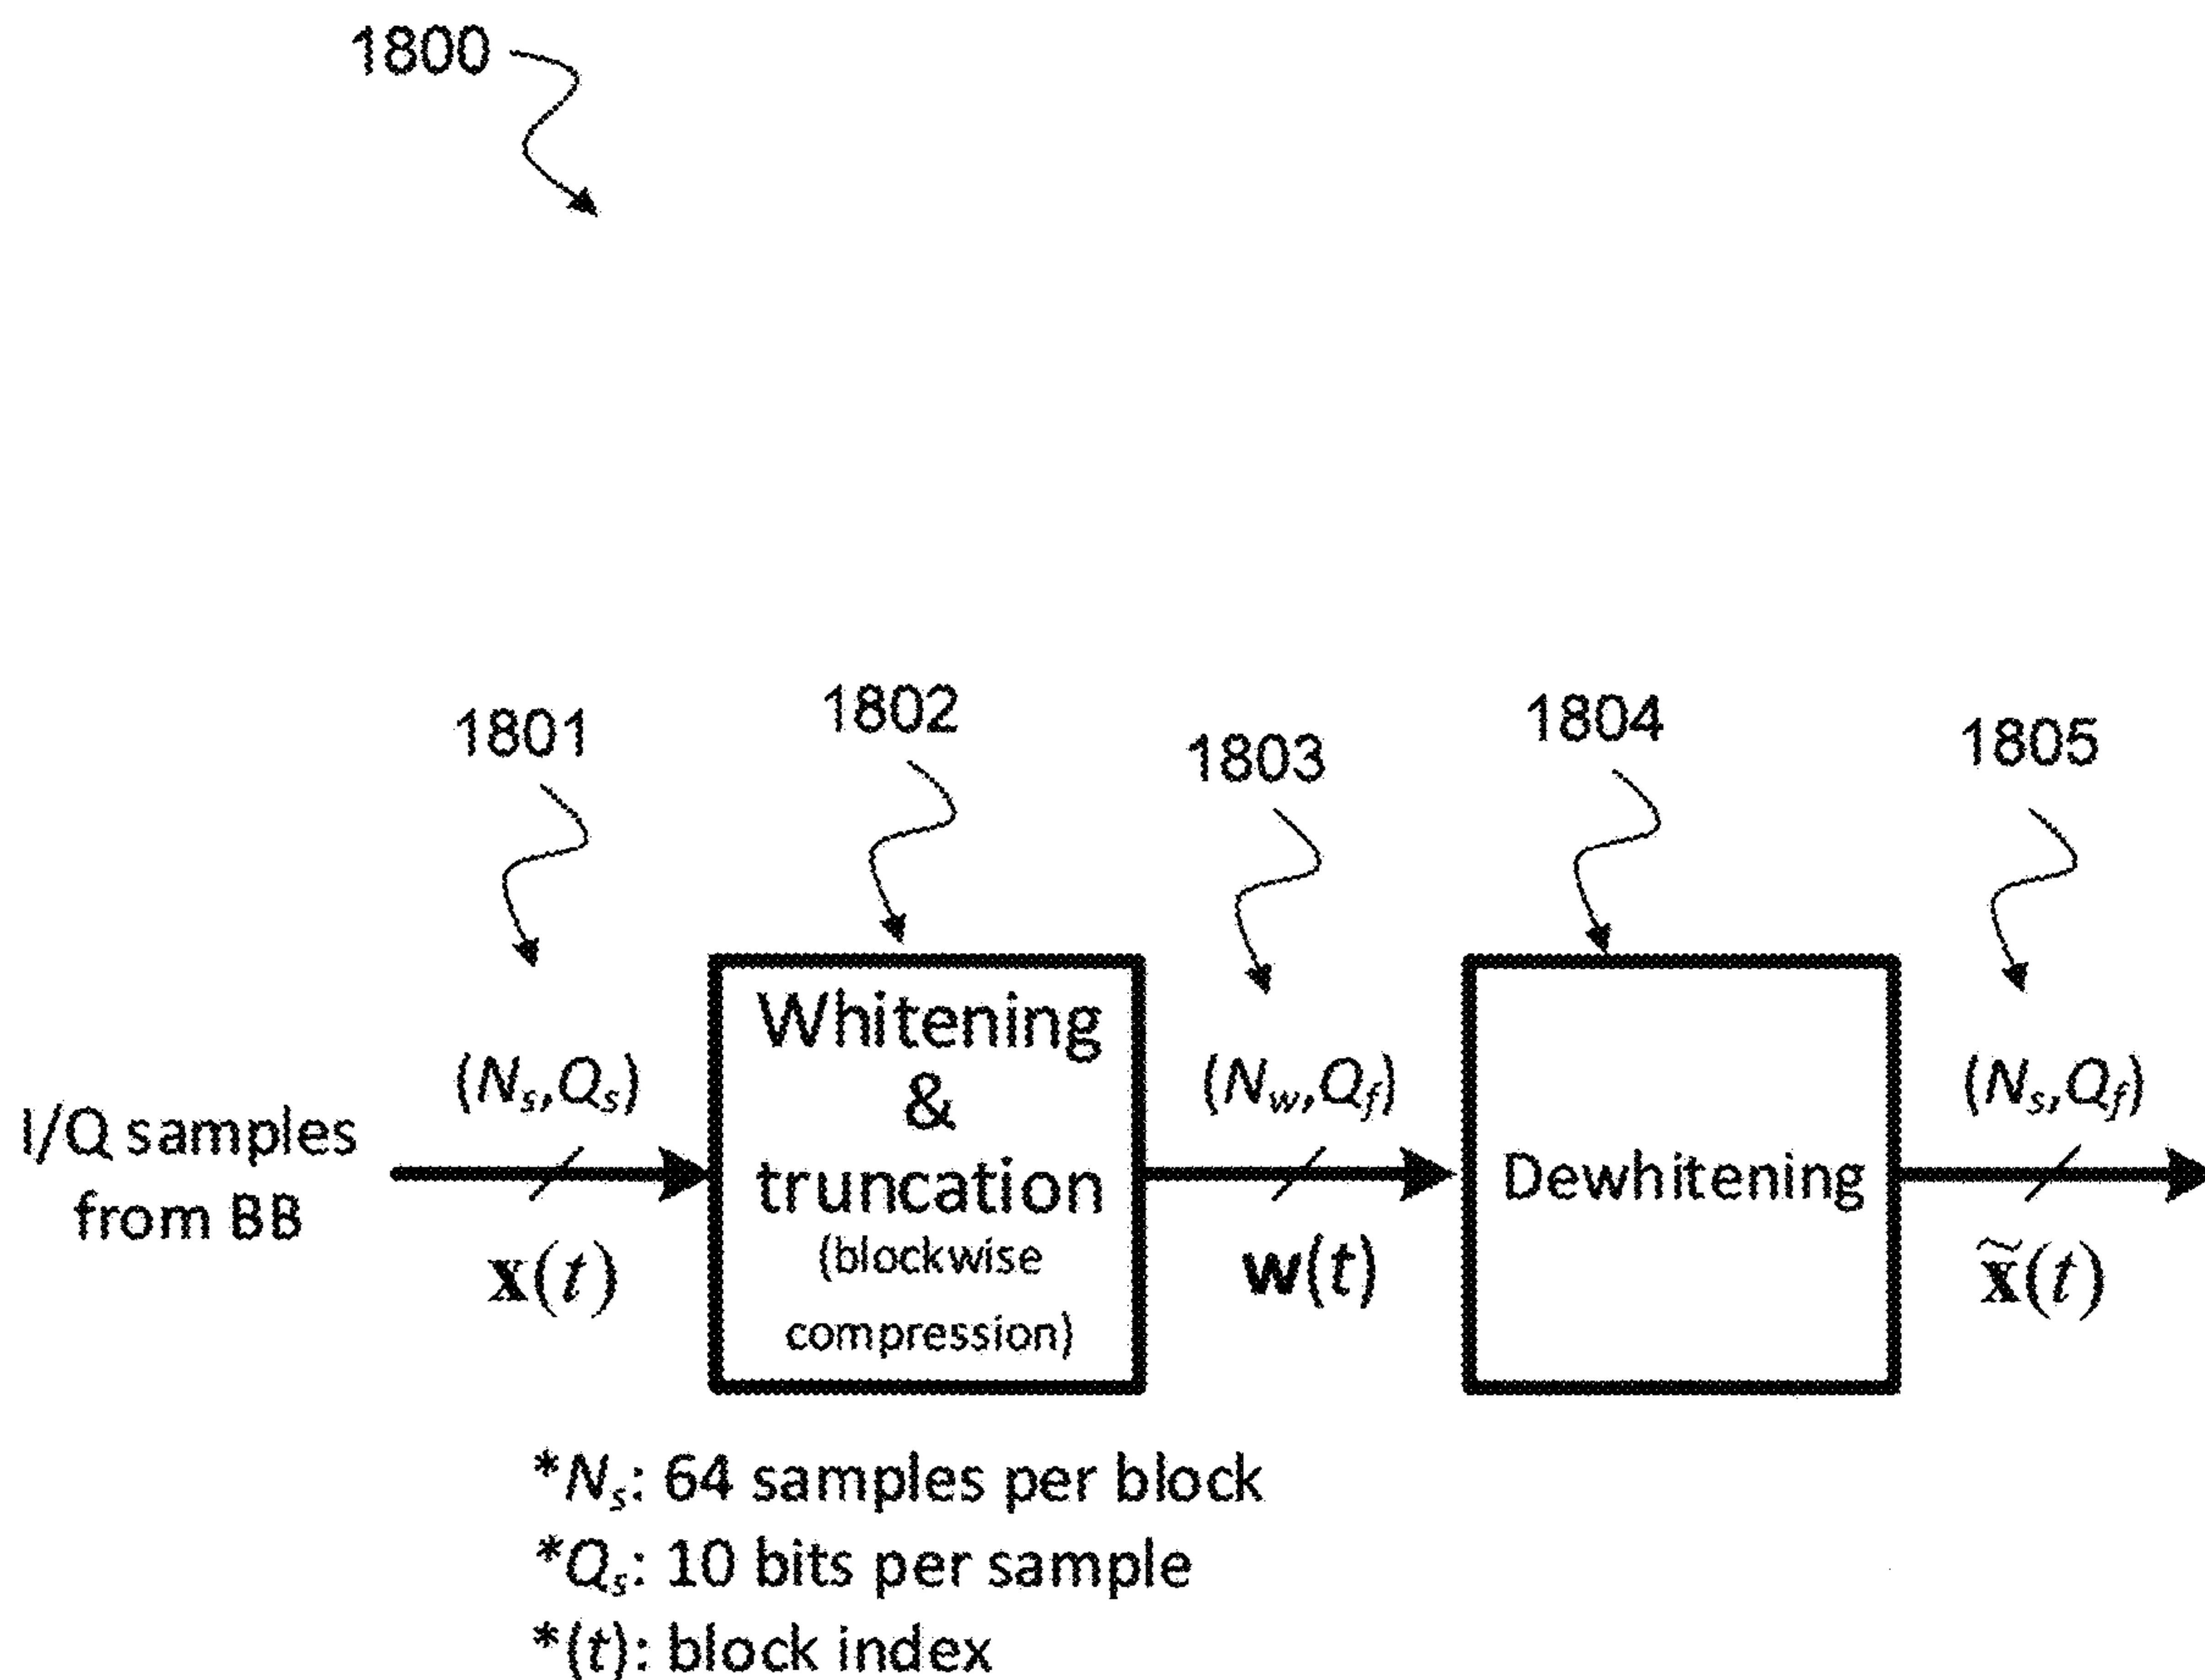 1800
1801
1802
1803
1804
1805
(Ns,Qs)
(Nw,Qf)
(Ns,Qf)
I/Q samples
from BB
x(t)
Whitening
&
truncation
(blockwise
compression)
w(t)
Dewhitening
x̃(t)
*Ns: 64 samples per block
*Qs: 10 bits per sample
*(t): block index